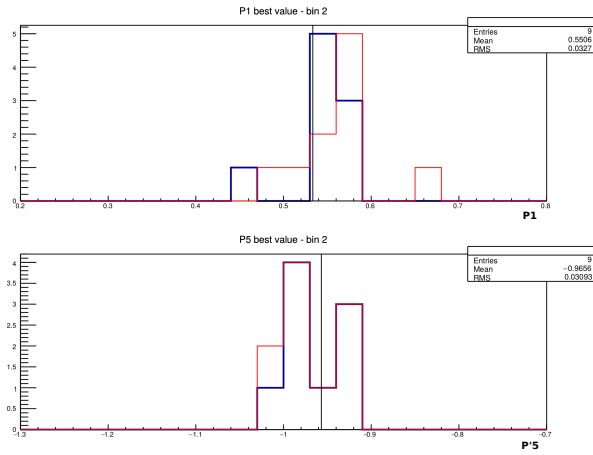 P1 best value - bin 2
Entries 9
Mean 0.5506
RMS 0.0327
5
4
3
2
1
0
0.2 0.3 0.4 0.5 0.6 0.7 0.8
P1
P5 best value - bin 2
Entries 9
Mean −0.9656
RMS 0.03093
4
3.5
3
2.5
2
1.5
1
0.5
0
−1.3 −1.2 −1.1 −1 −0.9 −0.8 −0.7
P'5